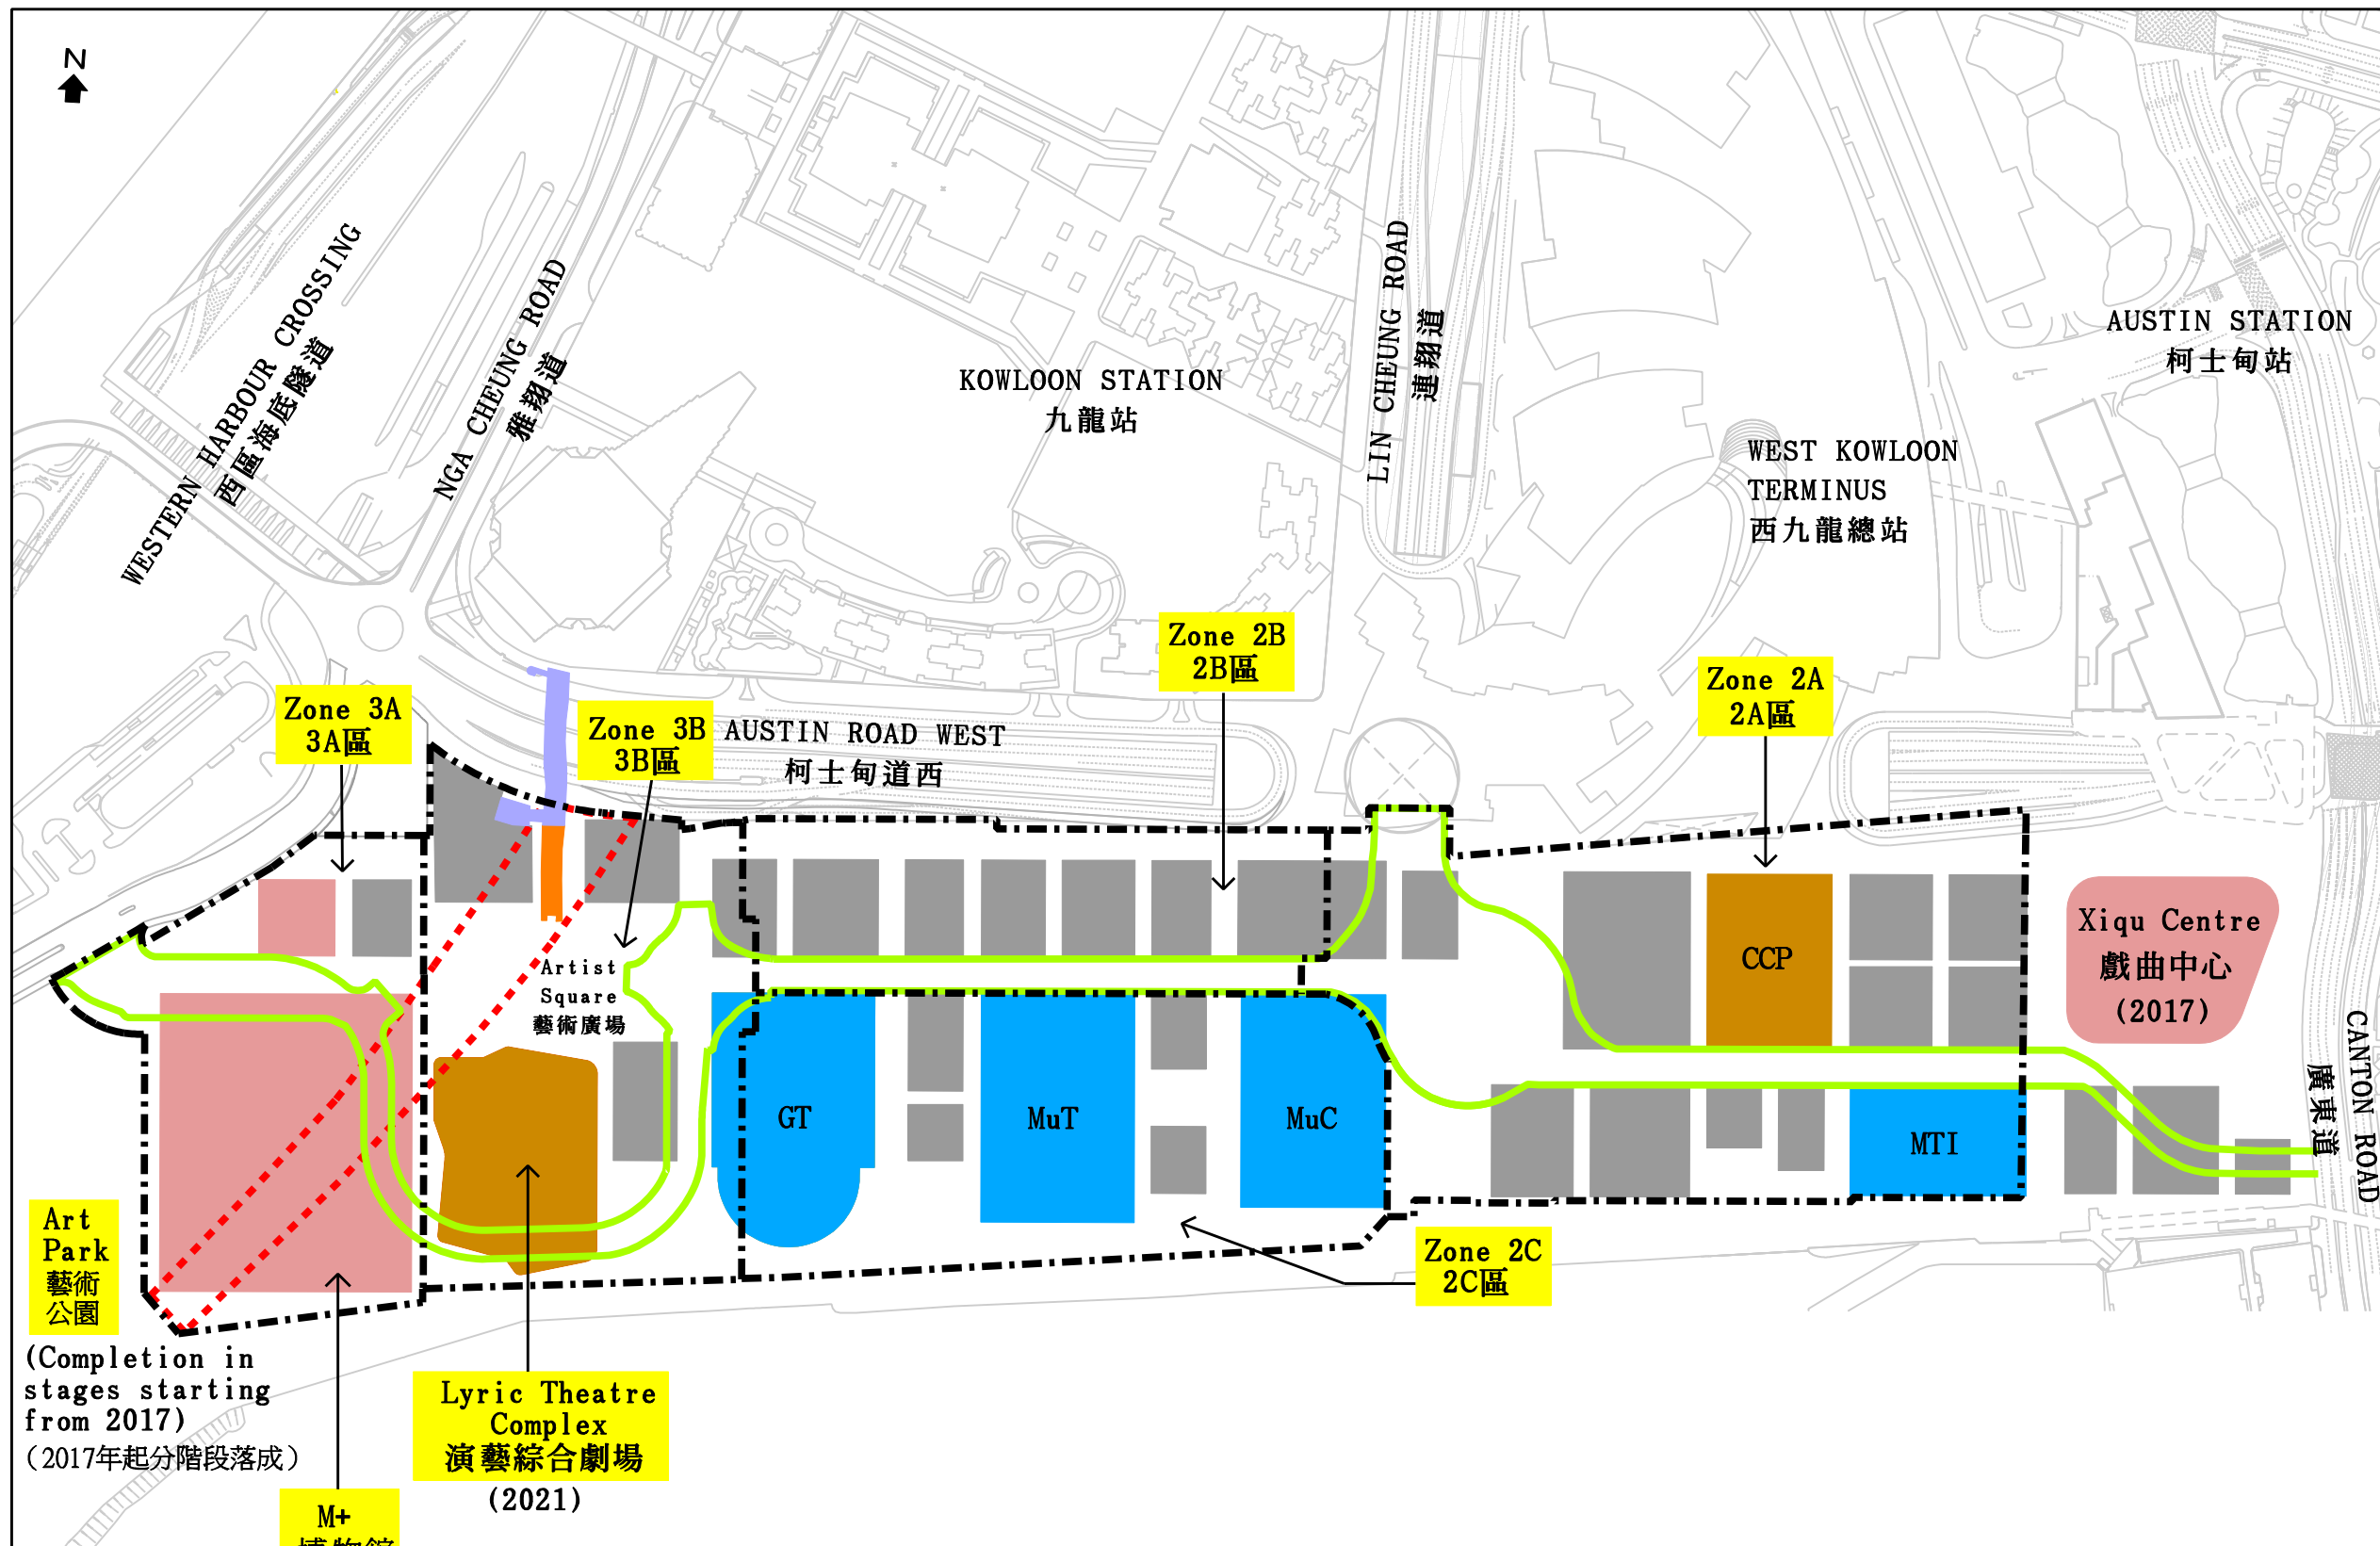 N
WESTERN HARBOUR CROSSING
西區海底隧道
NGA CHEUNG ROAD
雅翔道
KOWLOON STATION
九龍站
LIN CHEUNG ROAD
連翔道
WEST KOWLOON
TERMINUS
西九龍總站
AUSTIN STATION
柯士甸站
Zone 3A
3A區
Zone 3B
3B區
AUSTIN ROAD WEST
柯士甸道西
Zone 2B
2B區
Zone 2A
2A區
Artist
Square
藝術廣場
CCP
Xiqu Centre
戲曲中心
(2017)
GT
MuT
MuC
MTI
CANTON ROAD
廣東道
Art
Park
藝術
公園
(Completion in
stages starting
from 2017)
（2017年起分階段落成）
Zone 2C
2C區
Lyric Theatre
Complex
演藝綜合劇場
(2021)
M+
博物館